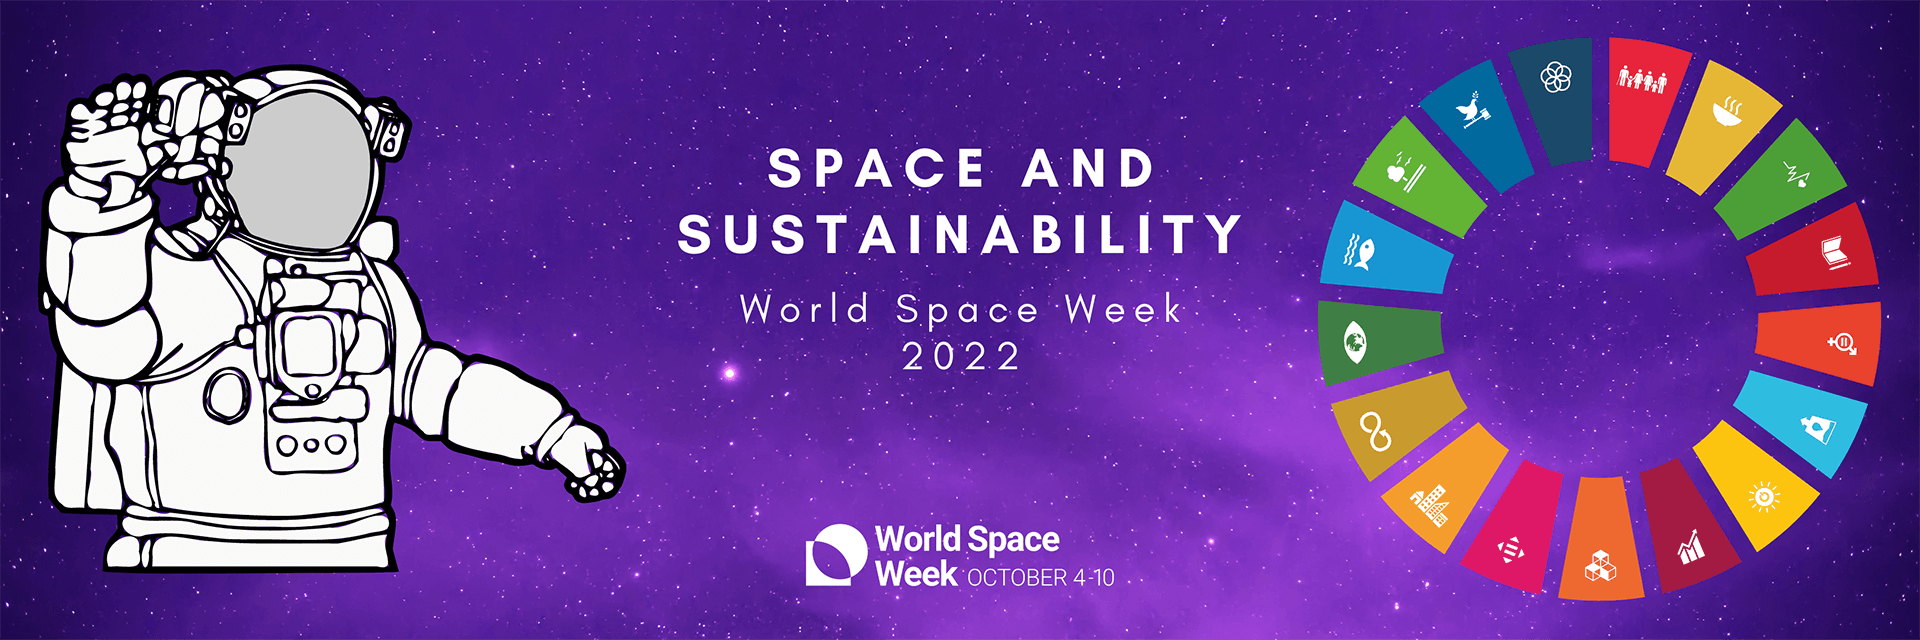 SPACE AND
SUSTAINABILITY
World Space Week
2022
World Space
Week OCTOBER 4-10